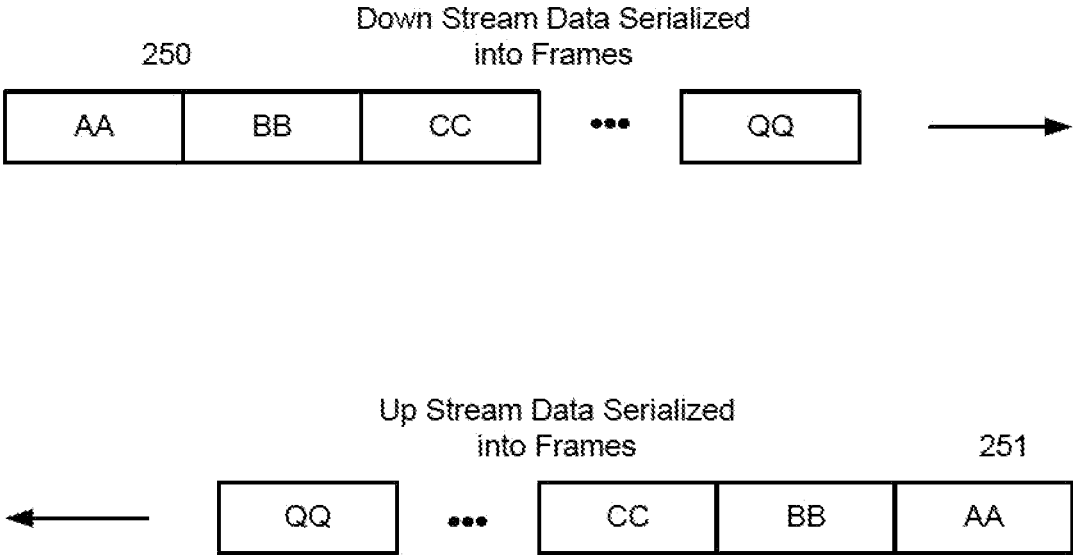 Down Stream Data Serialized
into Frames
250
AA BB CC ••• QQ
Up Stream Data Serialized
into Frames
251
QQ ••• CC BB AA